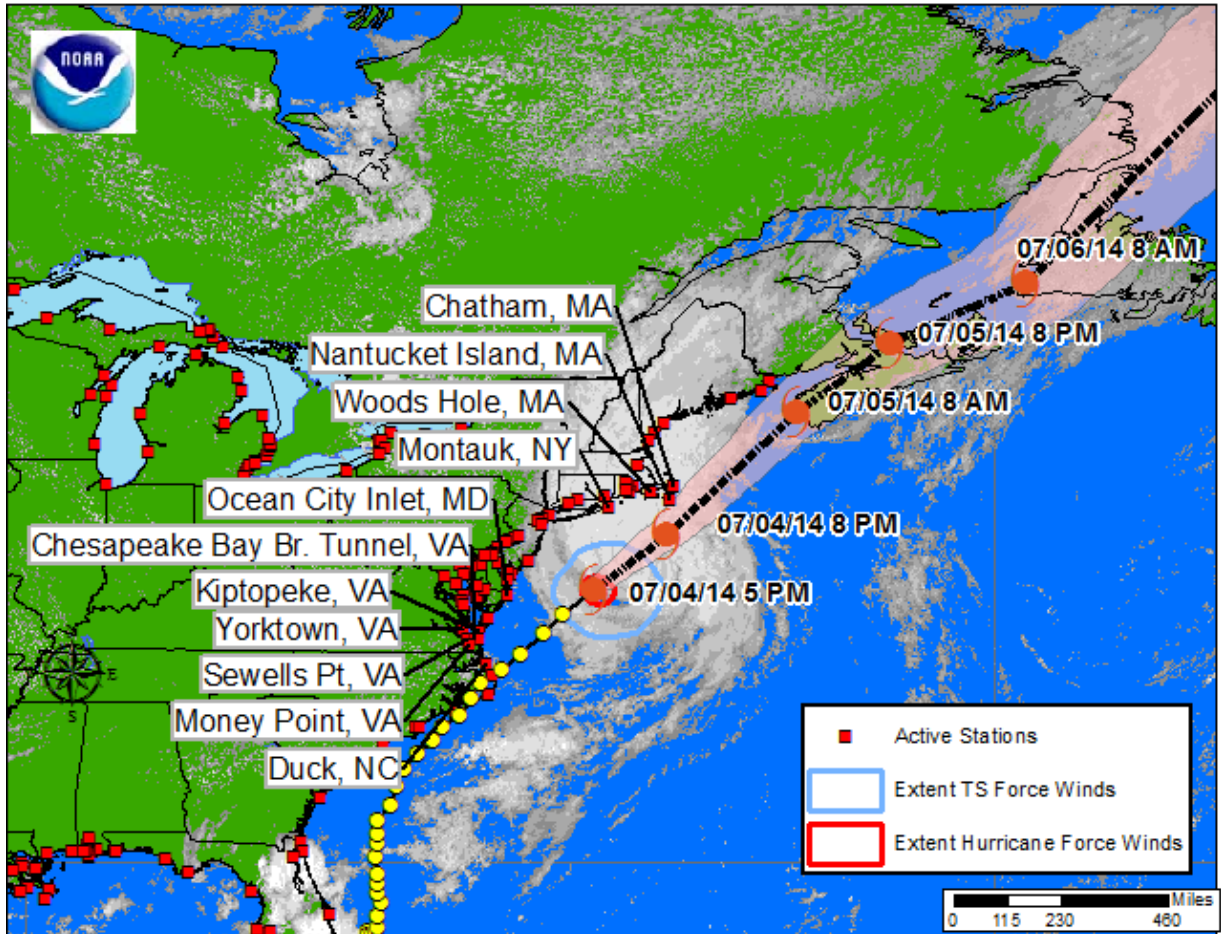 NOAA
07/06/14 8 AM
Chatham, MA
07/05/14 8 PM
Nantucket Island, MA
Woods Hole, MA
07/05/14 8 AM
Montauk, NY
Ocean City Inlet, MD
07/04/14 8 PM
Chesapeake Bay Br. Tunnel, VA
Kiptopeke, VA
07/04/14 5 PM
Yorktown, VA
Sewells Pt, VA
E
S
Money Point, VA
Duck, NC
Active Stations
Extent TS Force Winds
Extent Hurricane Force Winds
Miles
0 115 230 460